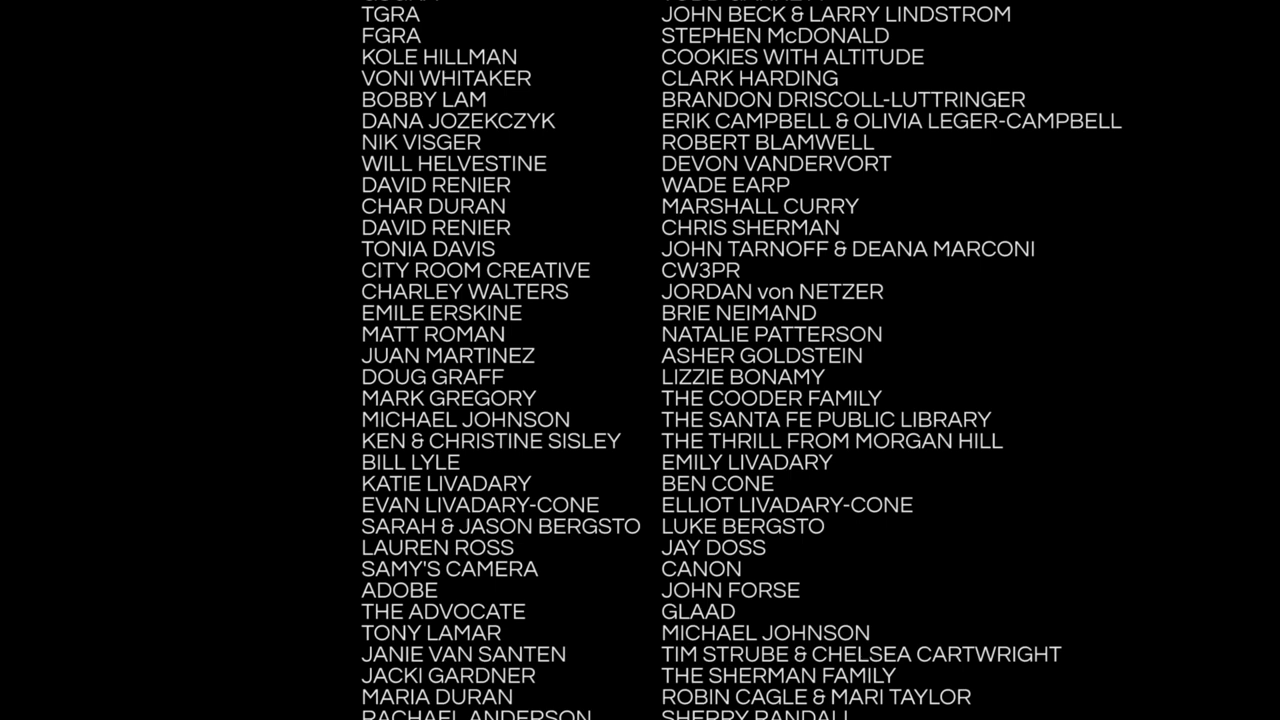 TGRA JOHN BECK & LARRY LINDSTROM
FGRA STEPHEN McDONALD
KOLE HILLMAN COOKIES WITH ALTITUDE
VONI WHITAKER CLARK HARDING
BOBBY LAM BRANDON DRISCOLL-LUTTRINGER
DANA JOZEKCZYK ERIK CAMPBELL & OLIVIA LEGER-CAMPBELL
NIK VISGER ROBERT BLAMWELL
WILL HELVESTINE DEVON VANDERVORT
DAVID RENIER WADE EARP
CHAR DURAN MARSHALL CURRY
DAVID RENIER CHRIS SHERMAN
TONIA DAVIS JOHN TARNOFF & DEANA MARCONI
CITY ROOM CREATIVE CW3PR
CHARLEY WALTERS JORDAN von NETZER
EMILE ERSKINE BRIE NEIMAND
MATT ROMAN NATALIE PATTERSON
JUAN MARTINEZ ASHER GOLDSTEIN
DOUG GRAFF LIZZIE BONAMY
MARK GREGORY THE COODER FAMILY
MICHAEL JOHNSON THE SANTA FE PUBLIC LIBRARY
KEN & CHRISTINE SISLEY THE THRILL FROM MORGAN HILL
BILL LYLE EMILY LIVADARY
KATIE LIVADARY BEN CONE
EVAN LIVADARY-CONE ELLIOT LIVADARY-CONE
SARAH & JASON BERGSTO LUKE BERGSTO
LAUREN ROSS JAY DOSS
SAMY'S CAMERA CANON
ADOBE JOHN FORSE
THE ADVOCATE GLAAD
TONY LAMAR MICHAEL JOHNSON
JANIE VAN SANTEN TIM STRUBE & CHELSEA CARTWRIGHT
JACKI GARDNER THE SHERMAN FAMILY
MARIA DURAN ROBIN CAGLE & MARI TAYLOR
RACHAEL ANDERSON SHERRY RANDALL